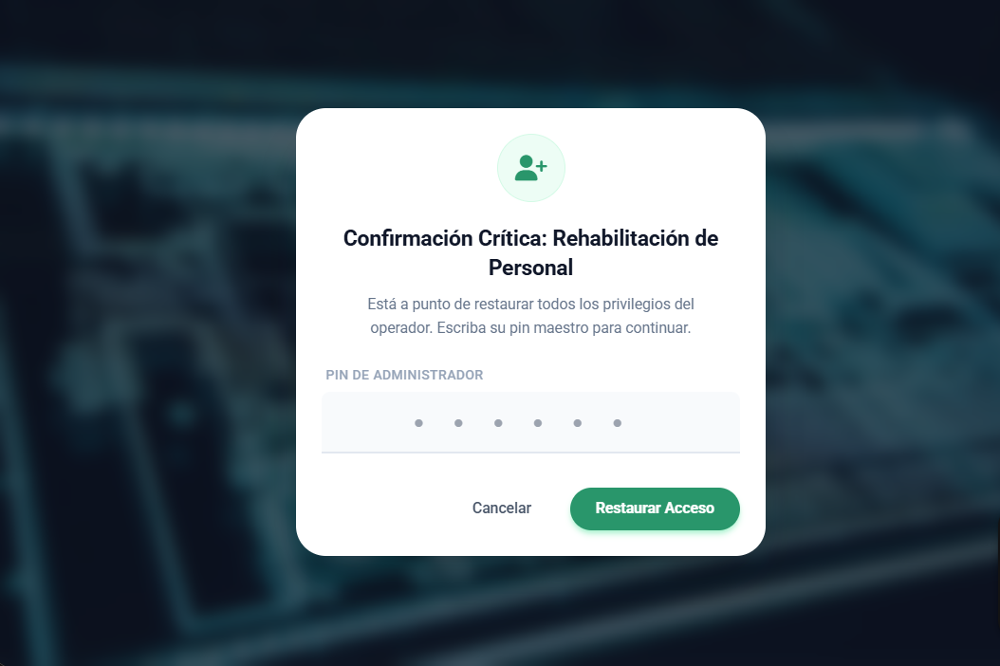 Confirmación Crítica: Rehabilitación de
Personal
Está a punto de restaurar todos los privilegios del
operador. Escriba su pin maestro para continuar.
PIN DE ADMINISTRADOR
••••••
Cancelar
Restaurar Acceso